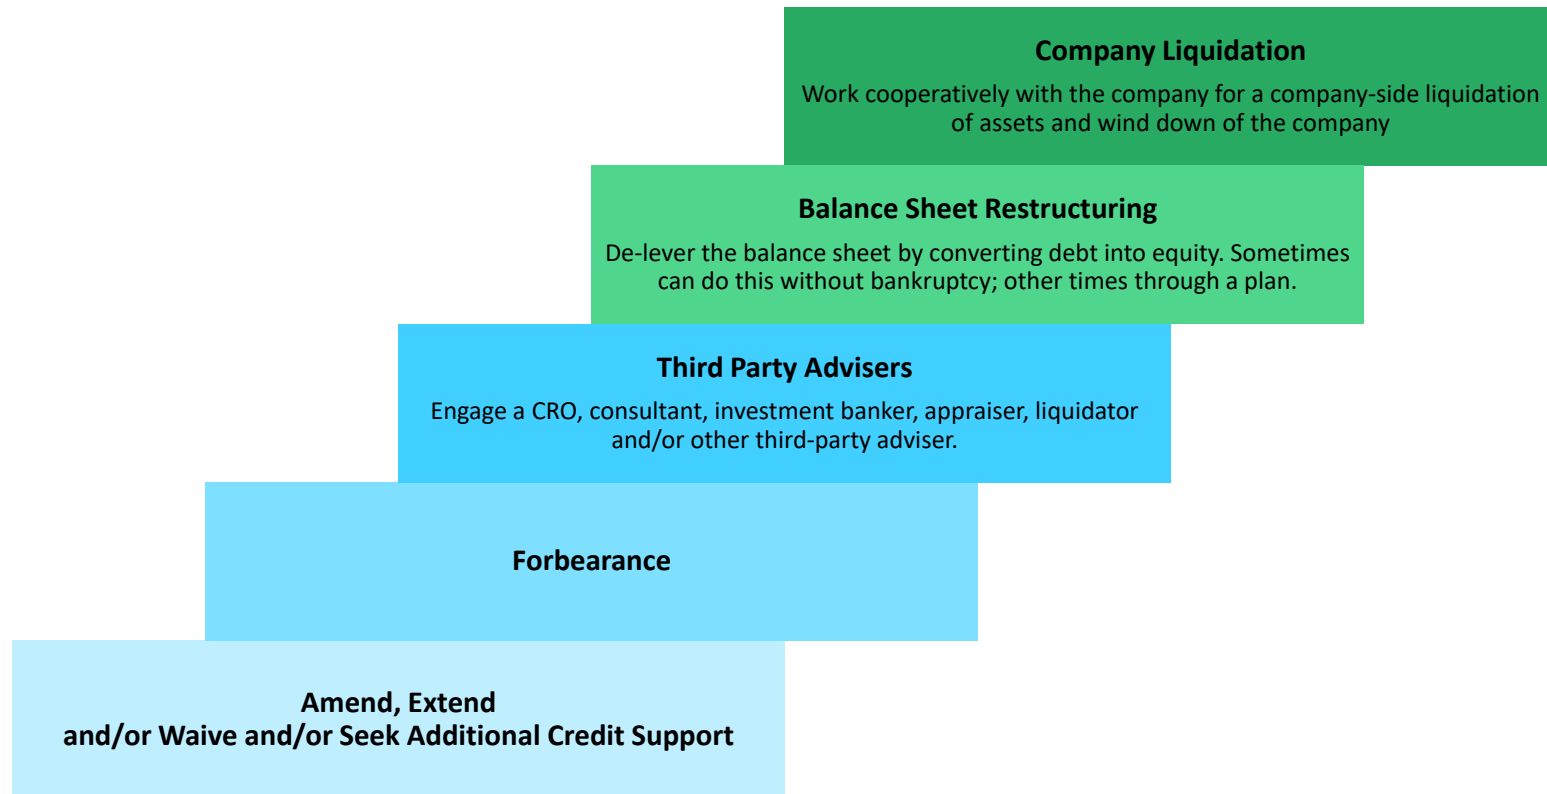 Company Liquidation
Work cooperatively with the company for a company-side liquidation
of assets and wind down of the company
Balance Sheet Restructuring
De-lever the balance sheet by converting debt into equity. Sometimes
can do this without bankruptcy; other times through a plan.
Third Party Advisers
Engage a CRO, consultant, investment banker, appraiser, liquidator
and/or other third-party adviser.
Forbearance
Amend, Extend
and/or Waive and/or Seek Additional Credit Support